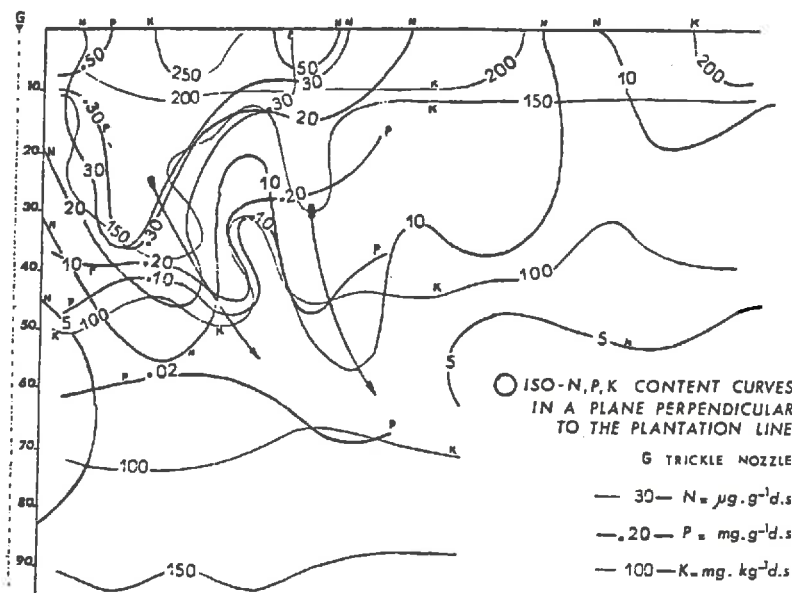 G
N P K N N K N N K
.50 50 200 10 200
250 30
10. 200 K
.30 30 20 K 150
P
20. N 30
10 .20
30. 20 150 .30
N .10 10
40. 10 P .20 P
.10 100
N P K
5 100 K
50. K N 5 5 N
.02
60. P
ISO-N,P,K CONTENT CURVES
IN A PLANE PERPENDICULAR
TO THE PLANTATION LINE
P
70. 100 K
G TRICKLE NOZZLE
80. — 30 — N = µg.g⁻¹d.s
— .20 — P = mg.g⁻¹d.s
90. 150 — 100 — K = mg.kg⁻¹d.s